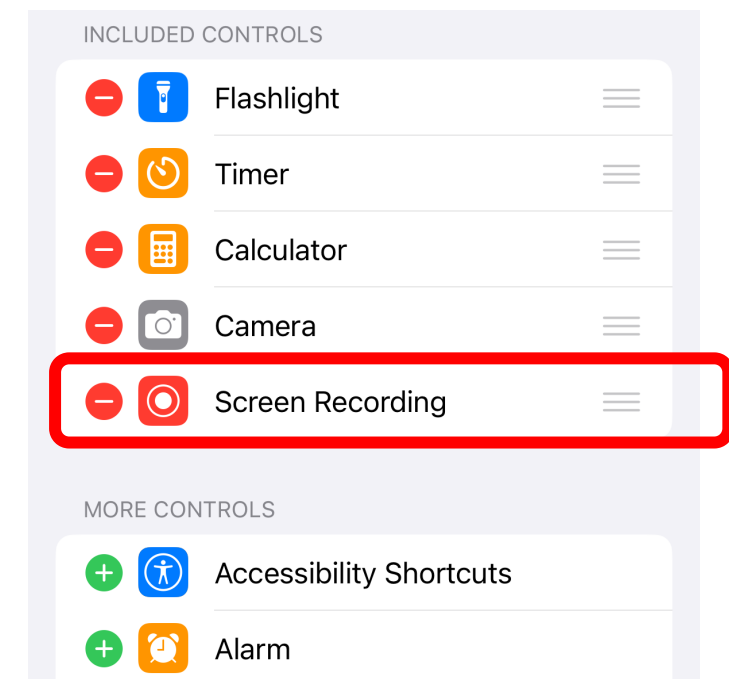 INCLUDED CONTROLS
Flashlight
Timer
Calculator
Camera
Screen Recording
MORE CONTROLS
Accessibility Shortcuts
Alarm